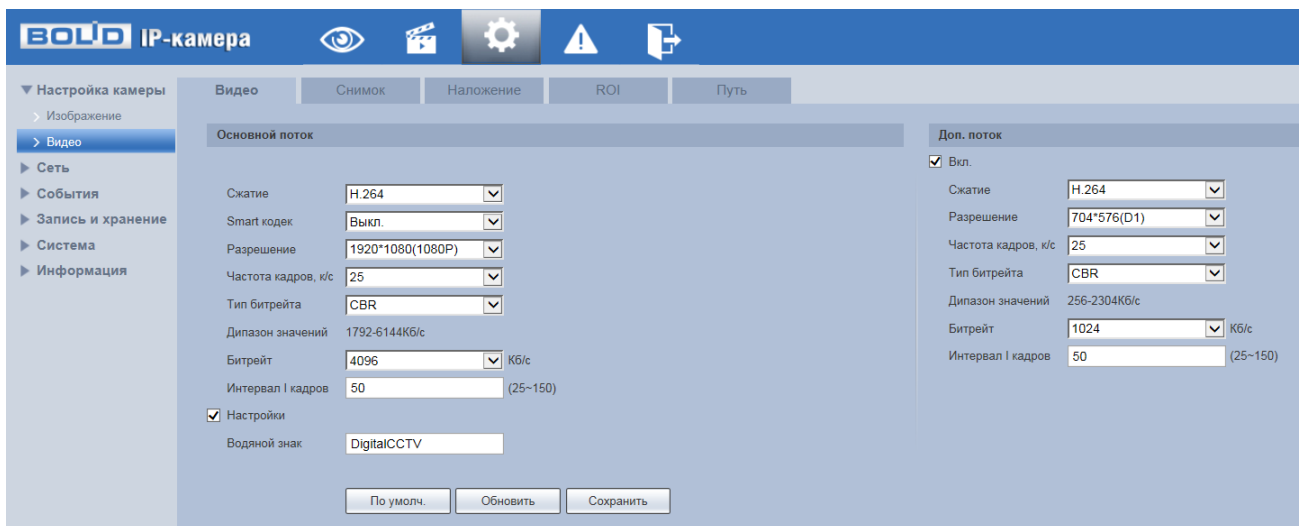 BOLID IP-камера
Настройка камеры
Изображение
Видео
Сеть
События
Запись и хранение
Система
Информация
Видео Снимок Наложение ROI Путь
Основной поток
Сжатие H.264
Smart кодек Выкл.
Разрешение 1920*1080(1080P)
Частота кадров, к/с 25
Тип битрейта CBR
Дипазон значений 1792-6144Кб/с
Битрейт 4096 Кб/с
Интервал I кадров 50 (25~150)
Настройки
Водяной знак DigitalCCTV
По умолч. Обновить Сохранить
Доп. поток
Вкл.
Сжатие H.264
Разрешение 704*576(D1)
Частота кадров, к/с 25
Тип битрейта CBR
Дипазон значений 256-2304Кб/с
Битрейт 1024 Кб/с
Интервал I кадров 50 (25~150)